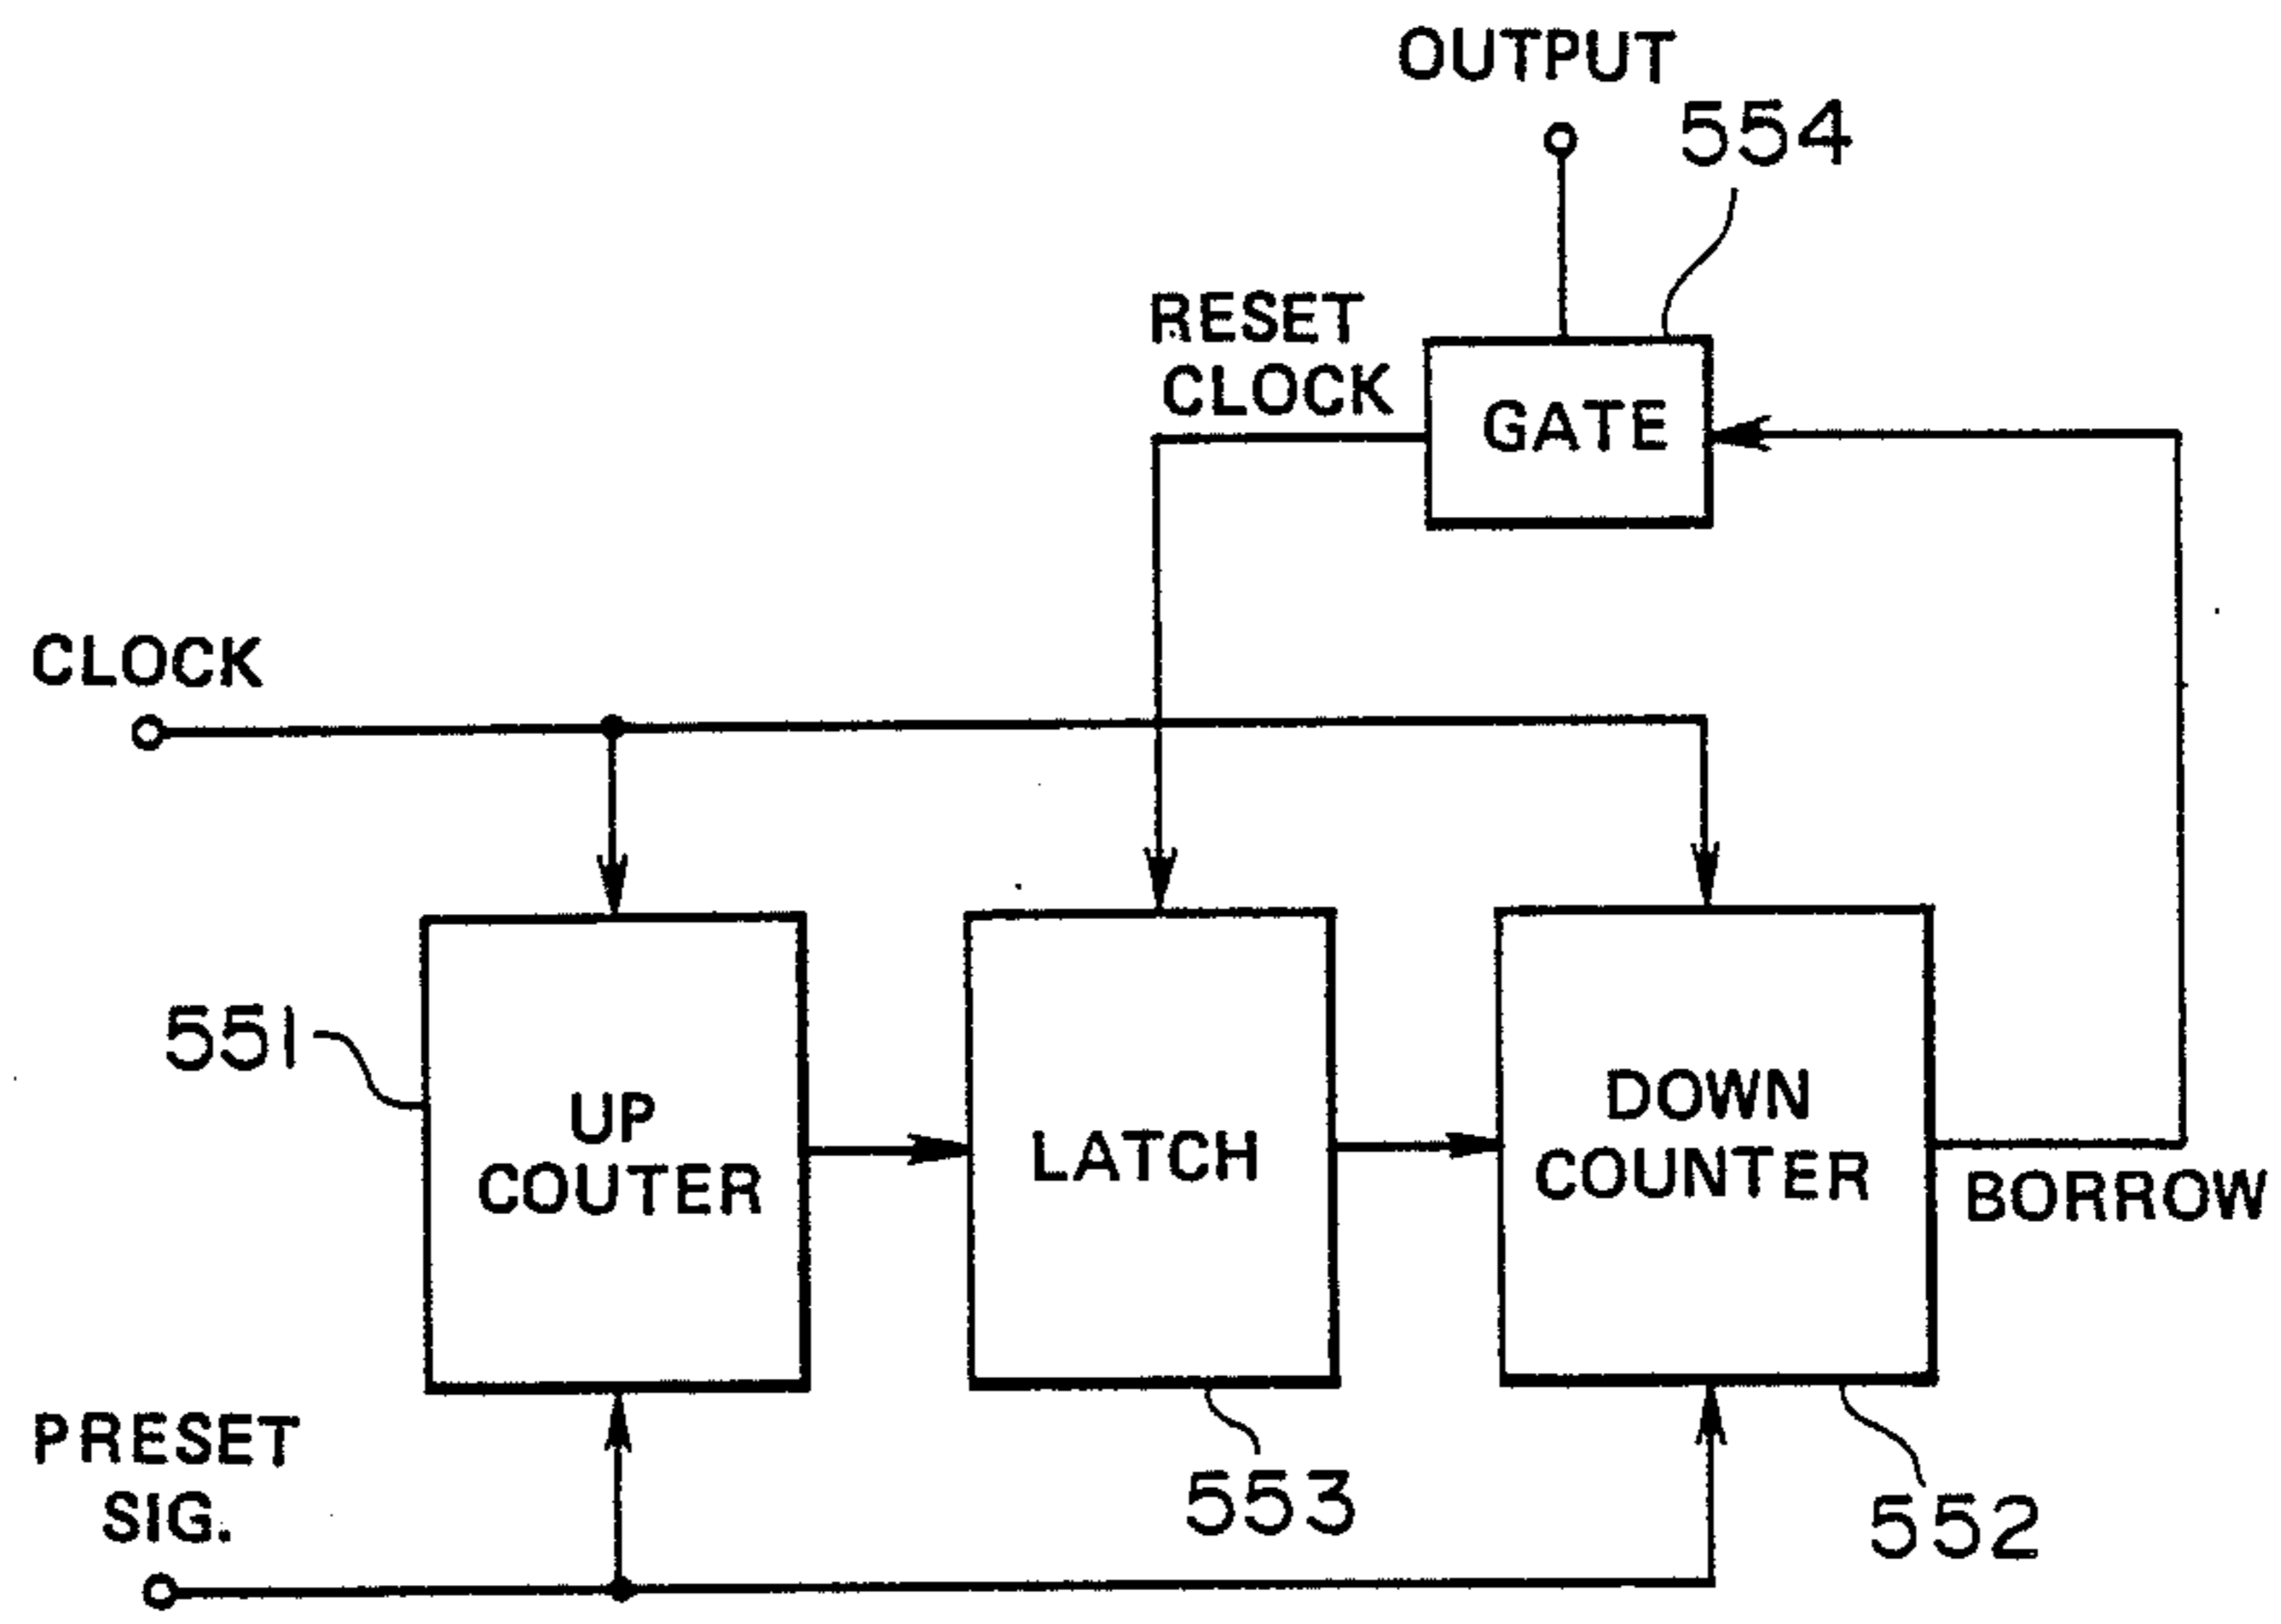 OUTPUT
554
RESET
CLOCK
GATE
CLOCK
551
UP
COUTER
LATCH
DOWN
COUNTER
BORROW
PRESET
SIG.
553
552